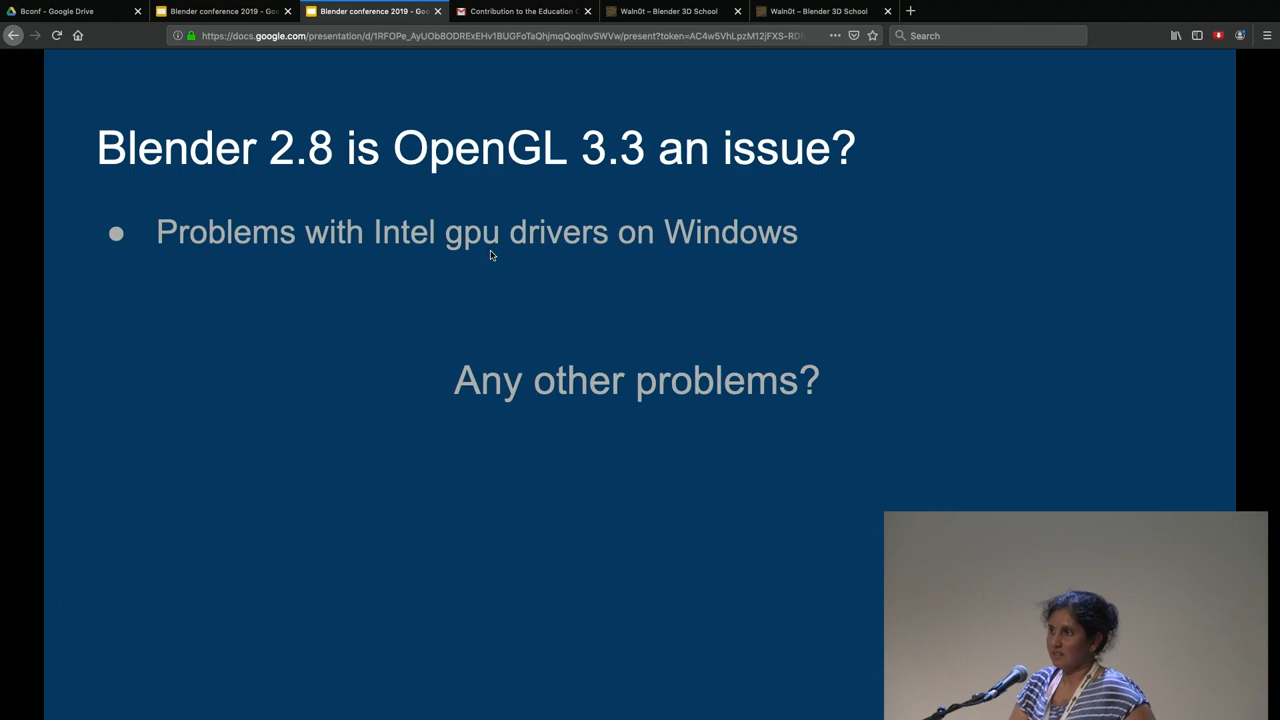 Bconf - Google Drive
Blender conference 2019 - Goo
Blender conference 2019 - Goo
Contribution to the Education C
Waln0t – Blender 3D School
Waln0t – Blender 3D School
Search
Blender 2.8 is OpenGL 3.3 an issue?
● Problems with Intel gpu drivers on Windows
Any other problems?